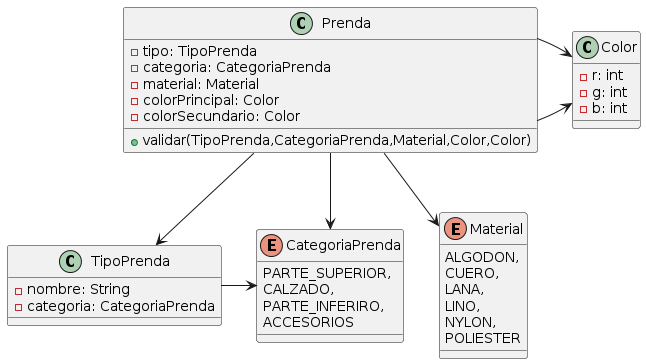 C Prenda
tipo: TipoPrenda
categoria: CategoriaPrenda
material: Material
colorPrincipal: Color
colorSecundario: Color
validar(TipoPrenda,CategoriaPrenda,Material,Color,Color)
C Color
r: int
g: int
b: int
C TipoPrenda
nombre: String
categoria: CategoriaPrenda
E CategoriaPrenda
PARTE_SUPERIOR,
CALZADO,
PARTE_INFERIRO,
ACCESORIOS
E Material
ALGODON,
CUERO,
LANA,
LINO,
NYLON,
POLIESTER